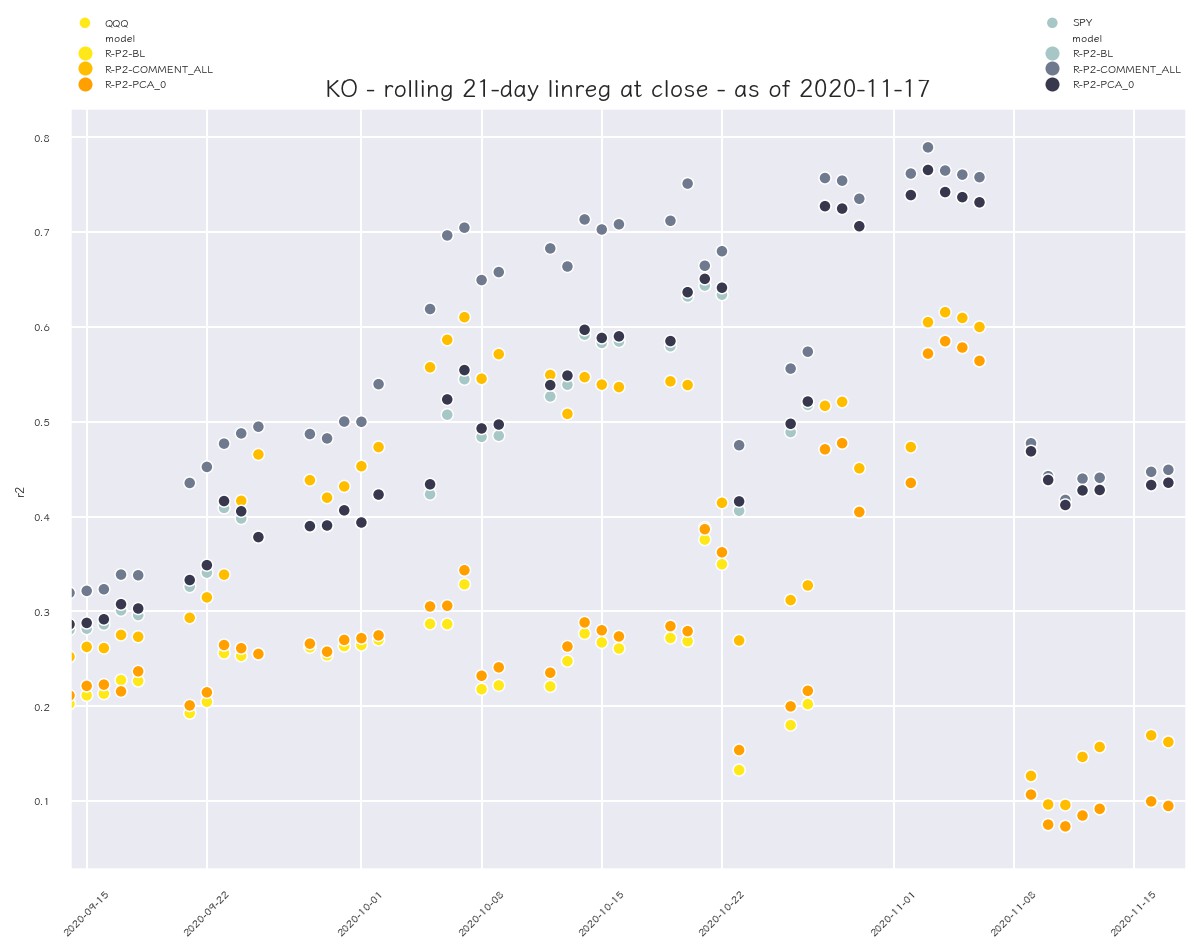 QQQ
model
R-P2-BL
R-P2-COMMENT_ALL
R-P2-PCA_0
SPY
model
R-P2-BL
R-P2-COMMENT_ALL
R-P2-PCA_0
KO - rolling 21-day linreg at close - as of 2020-11-17
0.8
0.7
0.6
0.5
0.4
0.3
0.2
0.1
r2
2020-09-15
2020-09-22
2020-10-01
2020-10-08
2020-10-15
2020-10-22
2020-11-01
2020-11-08
2020-11-15